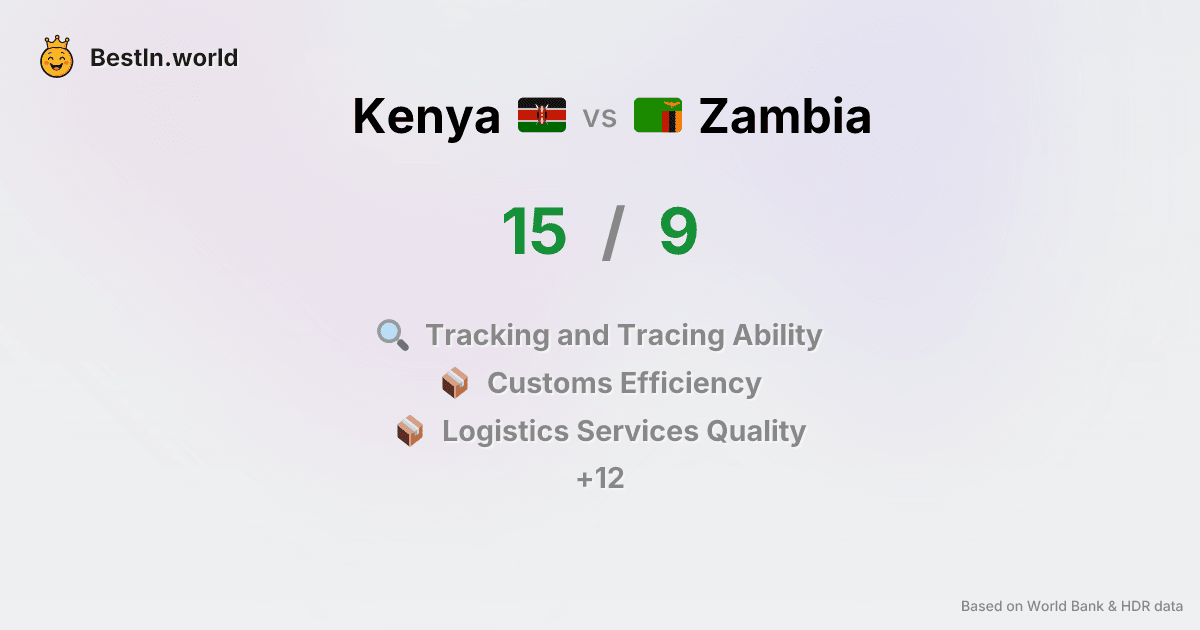 BestIn.world
Kenya vs Zambia
15 / 9
Tracking and Tracing Ability
Customs Efficiency
Logistics Services Quality
+12
Based on World Bank & HDR data